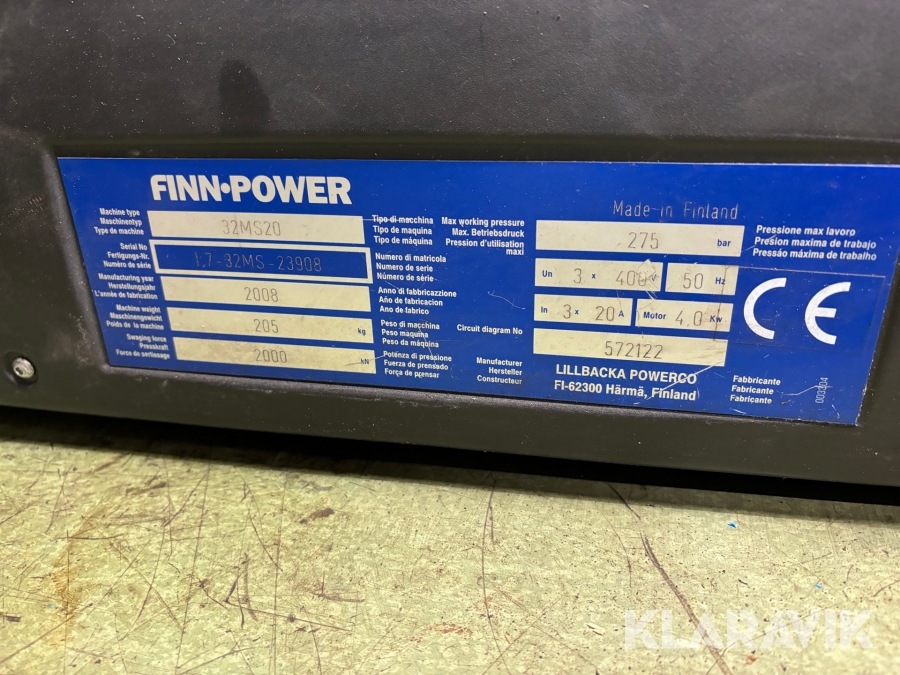 FINN-POWER
Made in Finland
Machine type
Maschinentyp
Type de machine
32MS20
Tipo di macchina
Tipo de maquina
Tipo de máquina
Serial No
Fertigungs-Nr.
Numéro de série
1,7-32MS-23908
Numero di matricola
Numero de serie
Número de série
Manufacturing year
Herstellungsjahr
L'année de fabrication
2008
Anno di fabbricazzione
Ano de fabricacion
Ano de fabrico
Machine weight
Maschinengewicht
Poids de la machine
205 kg
Peso di macchina
Peso maquina
Peso da máquina
Swaging force
Presskraft
Force de sertissage
2000 kN
Potenza di pressione
Fuerza de prensado
Força de prensar
Max working pressure
Max. Betriebsdruck
Pression d'utilisation
maxi
275 bar
Pressione max lavoro
Presion maxima de trabajo
Pressão máxima de trabalho
Un 3 x 400 V 50 Hz
In 3 x 20 A Motor 4,0 Kw
CE
Circuit diagram No
572122
Manufacturer
Hersteller
Constructeur
LILLBACKA POWERCO
FI-62300 Härmä, Finland
Fabbricante
Fabricante
Fabricante
003304
KLARAVIK